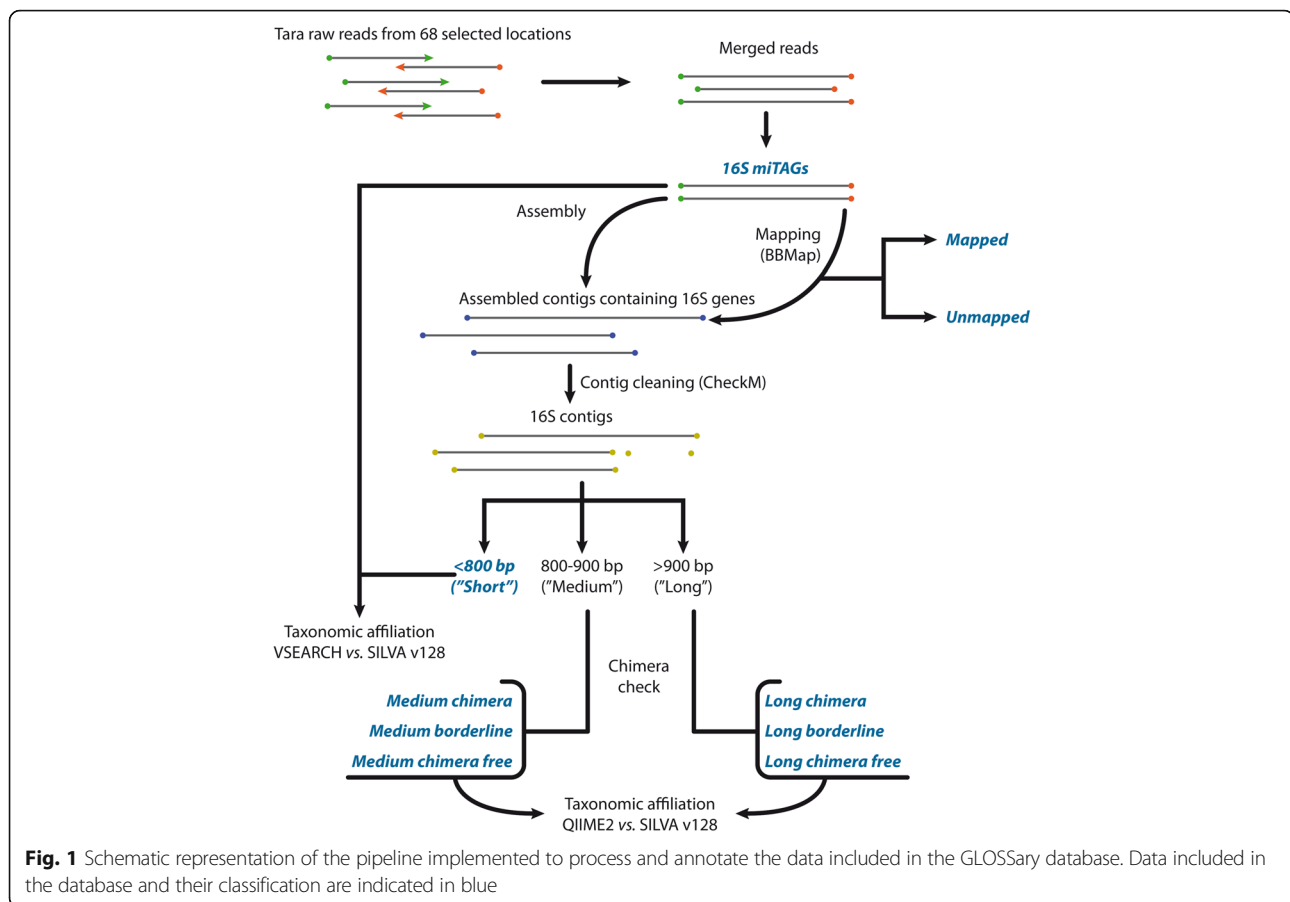 Tara raw reads from 68 selected locations
Merged reads
16S miTAGs
Assembly
Mapping
(BBMap)
Mapped
Unmapped
Assembled contigs containing 16S genes
Contig cleaning (CheckM)
16S contigs
<800 bp
("Short")
800-900 bp
("Medium")
>900 bp
("Long")
Taxonomic affiliation
VSEARCH vs. SILVA v128
Chimera
check
Medium chimera
Medium borderline
Medium chimera free
Long chimera
Long borderline
Long chimera free
Taxonomic affiliation
QIIME2 vs. SILVA v128
Fig. 1 Schematic representation of the pipeline implemented to process and annotate the data included in the GLOSSary database. Data included in
the database and their classification are indicated in blue